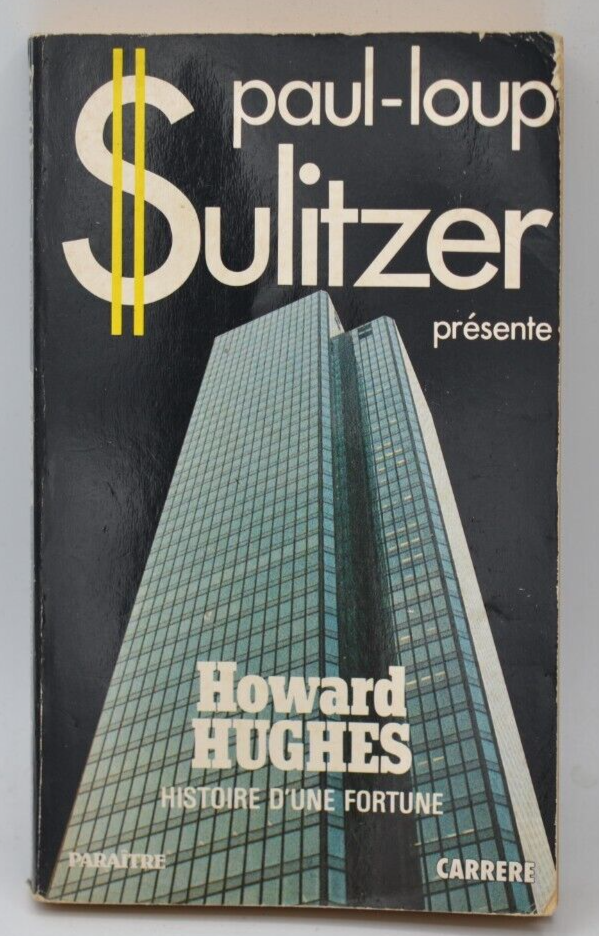 paul-loup
$ulitzer
présente
Howard
HUGHES
HISTOIRE D'UNE FORTUNE
PARAÎTRE
CARRERE